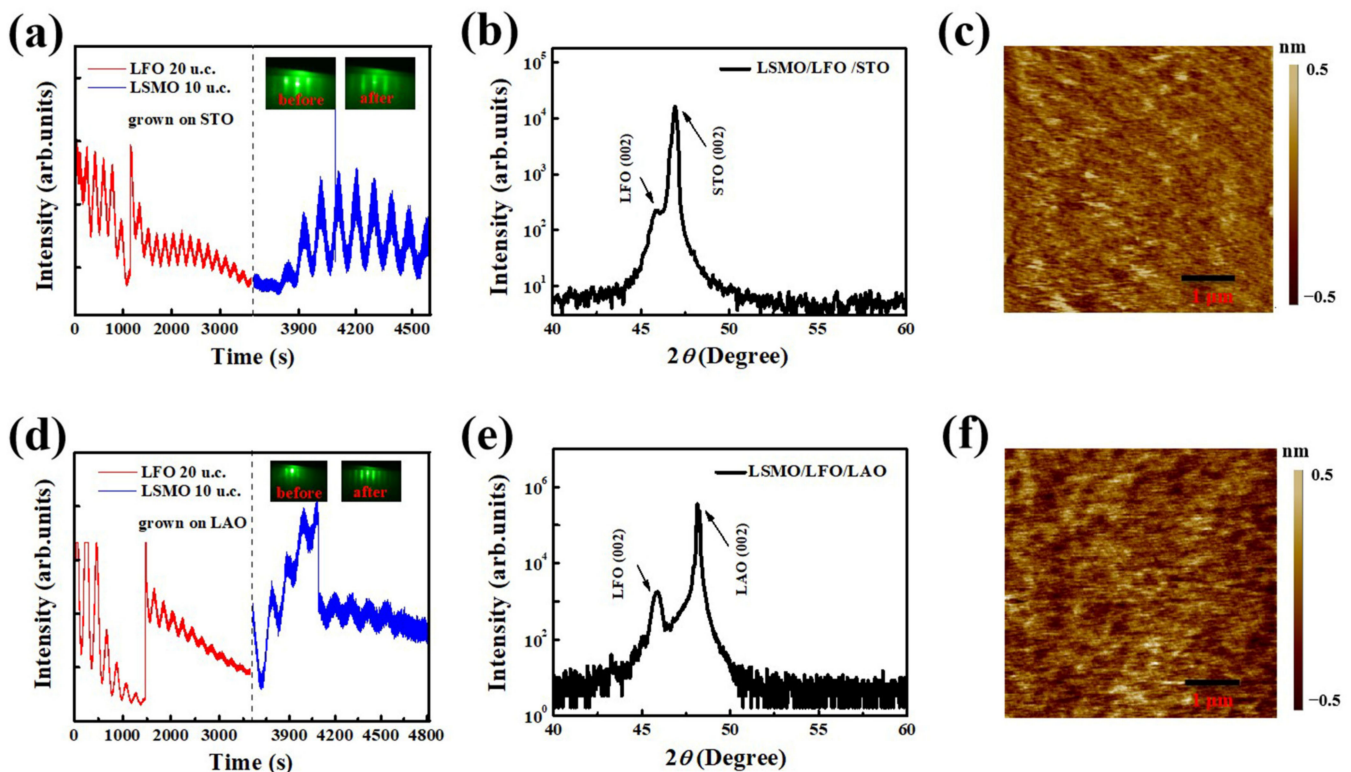 (a)
LFO 20 u.c.
LSMO 10 u.c.
grown on STO
before
after
Intensity (arb.units)
0 1000 2000 3000 3900 4200 4500
Time (s)
(b)
LSMO/LFO /STO
LFO (002)
STO (002)
Intensity (arb.uuits)
10^5
10^4
10^3
10^2
10^1
40 45 50 55 60
2θ (Degree)
(c)
nm
0.5
−0.5
1 μm
(d)
LFO 20 u.c.
LSMO 10 u.c.
grown on LAO
before
after
Intensity (arb.units)
0 1000 2000 3000 3900 4200 4500 4800
Time (s)
(e)
LSMO/LFO/LAO
LFO (002)
LAO (002)
Intensity (arb.units)
10^6
10^4
10^2
10^0
40 45 50 55 60
2θ (Degree)
(f)
nm
0.5
−0.5
1 μm